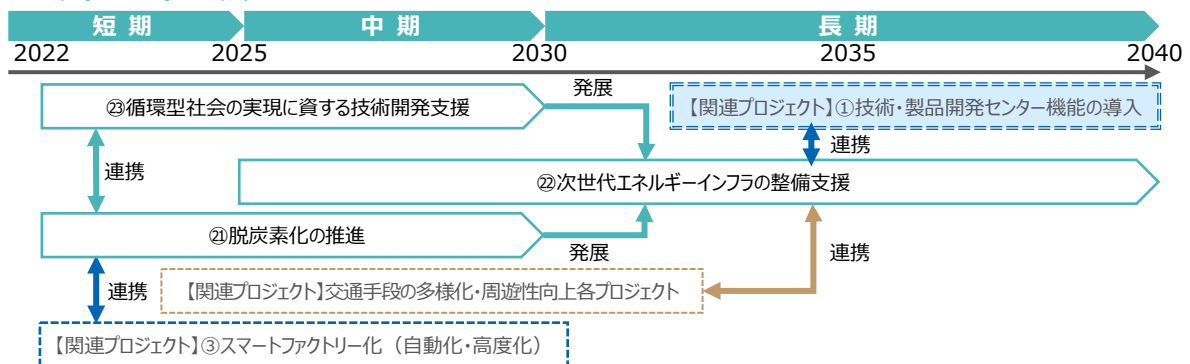 短 期
中 期
長 期
2022
2025
2030
2035
2040
発展
㉓循環型社会の実現に資する技術開発支援
【関連プロジェクト】①技術・製品開発センター機能の導入
連携
連携
㉒次世代エネルギーインフラの整備支援
㉑脱炭素化の推進
発展
連携
連携
【関連プロジェクト】交通手段の多様化・周遊性向上各プロジェクト
【関連プロジェクト】③スマートファクトリー化（自動化・高度化）